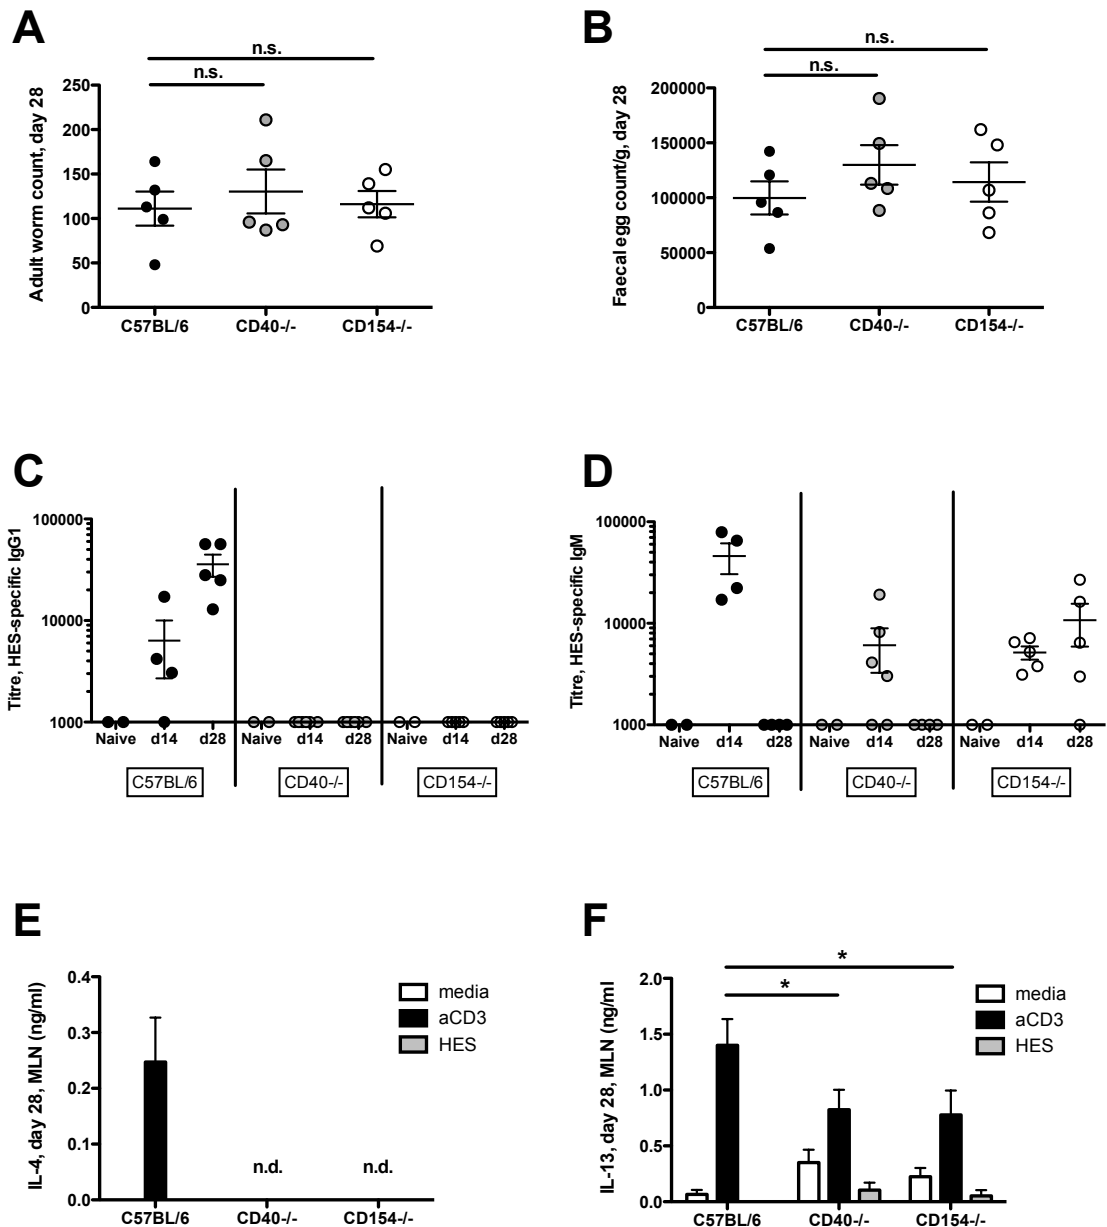 A
n.s.
n.s.
Adult worm count, day 28
250
200
150
100
50
0
C57BL/6 CD40-/- CD154-/-
B
n.s.
n.s.
Faecal egg count/g, day 28
200000
150000
100000
50000
0
C57BL/6 CD40-/- CD154-/-
C
Titre, HES-specific IgG1
100000
10000
1000
Naive d14 d28 Naive d14 d28 Naive d14 d28
C57BL/6 CD40-/- CD154-/-
D
Titre, HES-specific IgM
100000
10000
1000
Naive d14 d28 Naive d14 d28 Naive d14 d28
C57BL/6 CD40-/- CD154-/-
E
IL-4, day 28, MLN (ng/ml)
0.4
0.3
0.2
0.1
0.0
media
aCD3
HES
n.d. n.d.
C57BL/6 CD40-/- CD154-/-
F
IL-13, day 28, MLN (ng/ml)
2.0
1.5
1.0
0.5
0.0
*
*
media
aCD3
HES
C57BL/6 CD40-/- CD154-/-